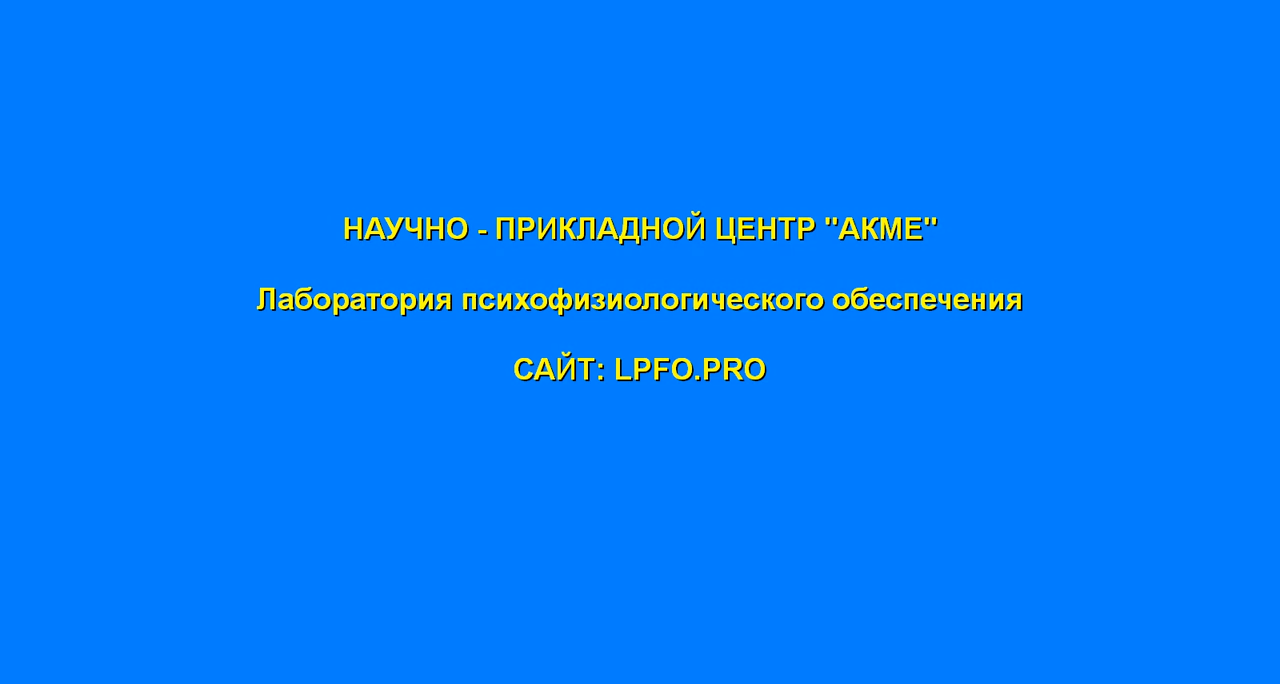 НАУЧНО - ПРИКЛАДНОЙ ЦЕНТР "АКМЕ"
Лаборатория психофизиологического обеспечения
САЙТ: LPFO.PRO